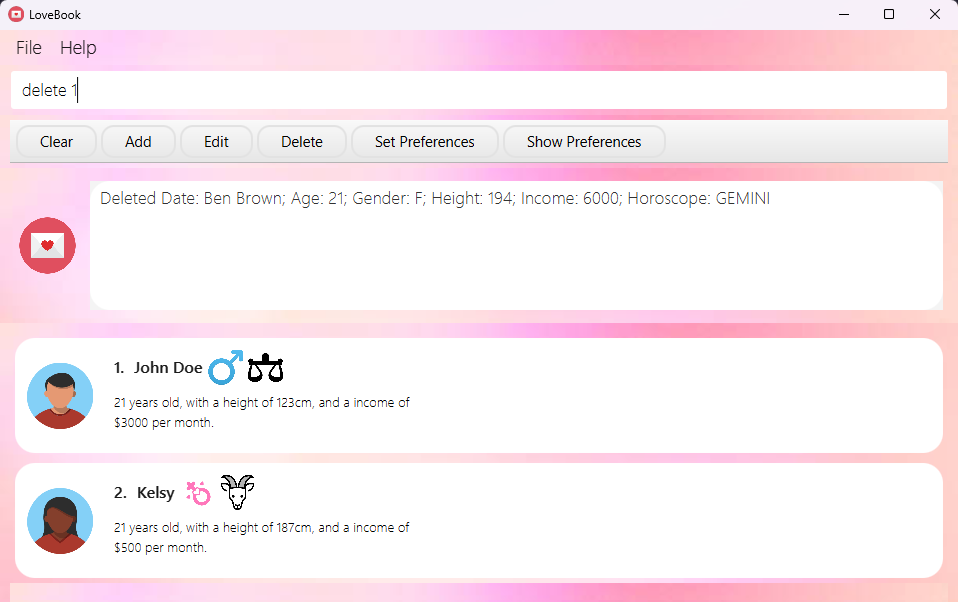 LoveBook
File Help
delete 1
Clear Add Edit Delete Set Preferences Show Preferences
Deleted Date: Ben Brown; Age: 21; Gender: F; Height: 194; Income: 6000; Horoscope: GEMINI
1. John Doe
21 years old, with a height of 123cm, and a income of
$3000 per month.
2. Kelsy
21 years old, with a height of 187cm, and a income of
$500 per month.